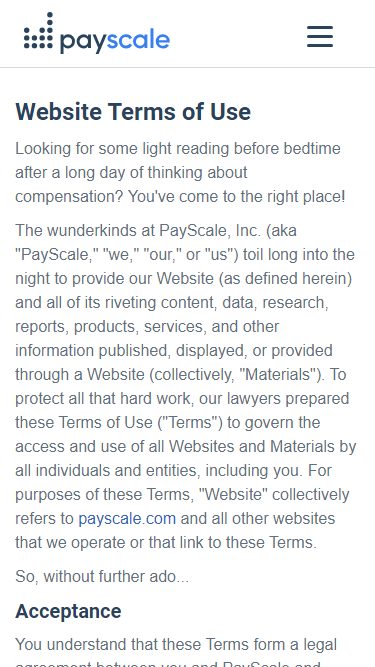 payscale
Website Terms of Use
Looking for some light reading before bedtime
after a long day of thinking about
compensation? You've come to the right place!
The wunderkinds at PayScale, Inc. (aka
"PayScale," "we," "our," or "us") toil long into the
night to provide our Website (as defined herein)
and all of its riveting content, data, research,
reports, products, services, and other
information published, displayed, or provided
through a Website (collectively, "Materials"). To
protect all that hard work, our lawyers prepared
these Terms of Use ("Terms") to govern the
access and use of all Websites and Materials by
all individuals and entities, including you. For
purposes of these Terms, "Website" collectively
refers to payscale.com and all other websites
that we operate or that link to these Terms.
So, without further ado...
Acceptance
You understand that these Terms form a legal
agreement between you and PayScale and